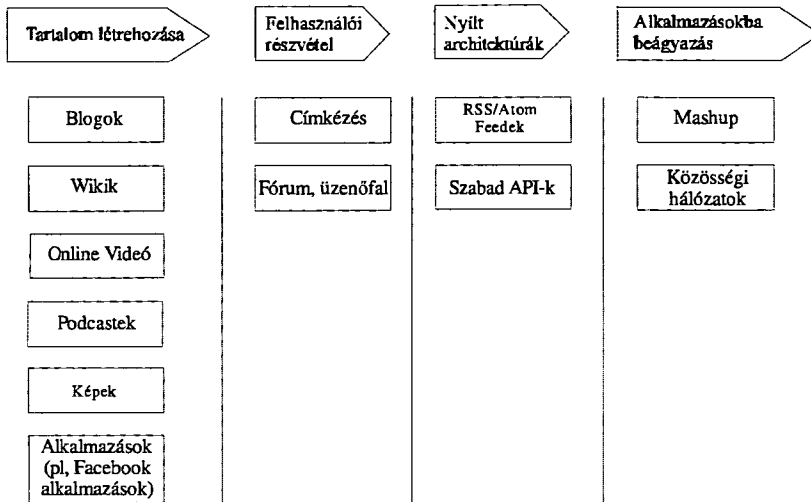 Tartalom létrehozása
Felhasználói
részvétel
Nyílt
architektúrák
Alkalmazásokba
beágyazás
Blogok
Wikik
Online Videó
Podcastek
Képek
Alkalmazások
(pl, Facebook
alkalmazások)
Címkézés
Fórum, üzenőfal
RSS/Atom
Feedek
Szabad API-k
Mashup
Közösségi
hálózatok